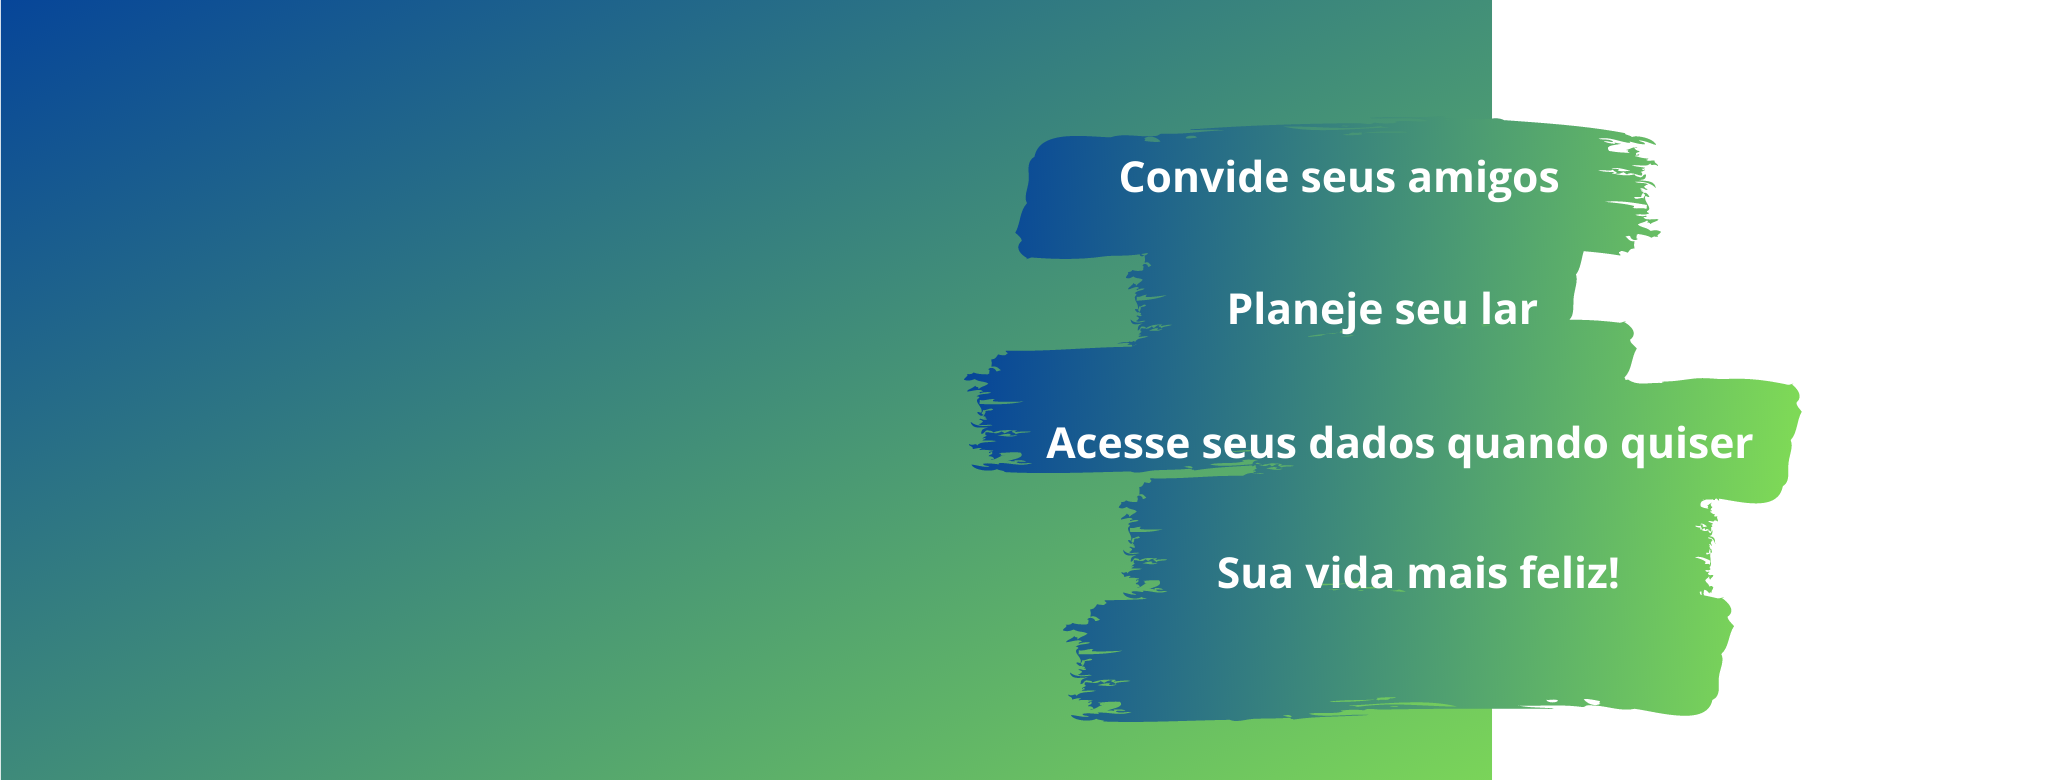 Convide seus amigos
Planeje seu lar
Acesse seus dados quando quiser
Sua vida mais feliz!